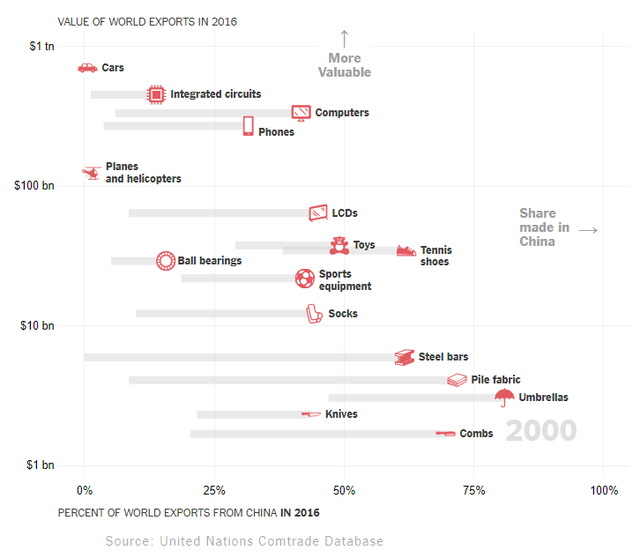 VALUE OF WORLD EXPORTS IN 2016
$1 tn
More
Valuable
Cars
Integrated circuits
Computers
Phones
Planes
and helicopters
$100 bn
LCDs
Share
made in
China
Toys
Tennis
shoes
Ball bearings
Sports
equipment
Socks
$10 bn
Steel bars
Pile fabric
Umbrellas
Knives
2000
Combs
$1 bn
0% 25% 50% 75% 100%
PERCENT OF WORLD EXPORTS FROM CHINA IN 2016
Source: United Nations Comtrade Database